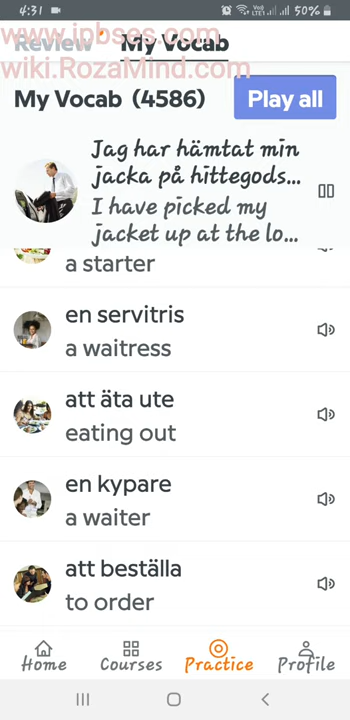 4:31
50%
www.ipbses.com
Review
My Vocab
wiki.RozaMind.com
My Vocab (4586)
Play all
Jag har hämtat min
jacka på hittegods...
I have picked my
jacket up at the lo...
a starter
en servitris
a waitress
att äta ute
eating out
en kypare
a waiter
att beställa
to order
Home
Courses
Practice
Profile